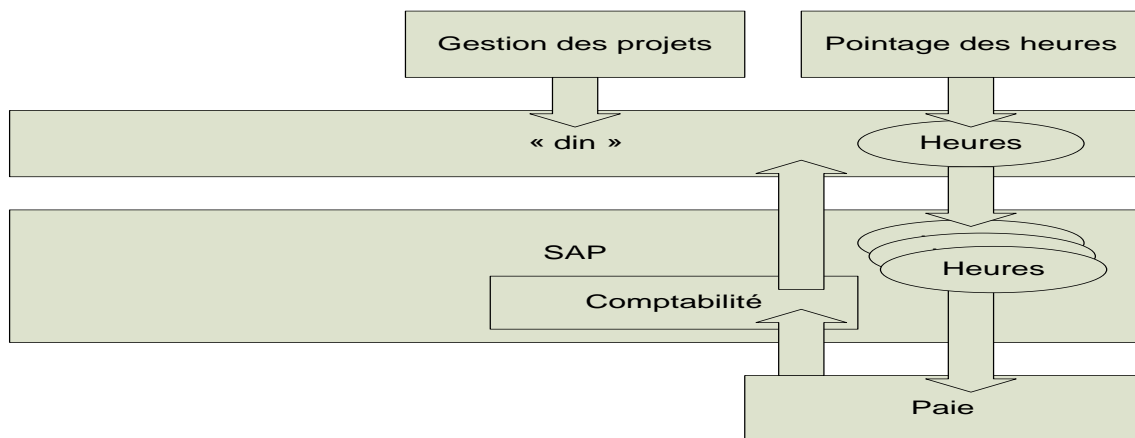 Gestion des projets
Pointage des heures
« din »
Heures
SAP
Heures
Comptabilité
Paie